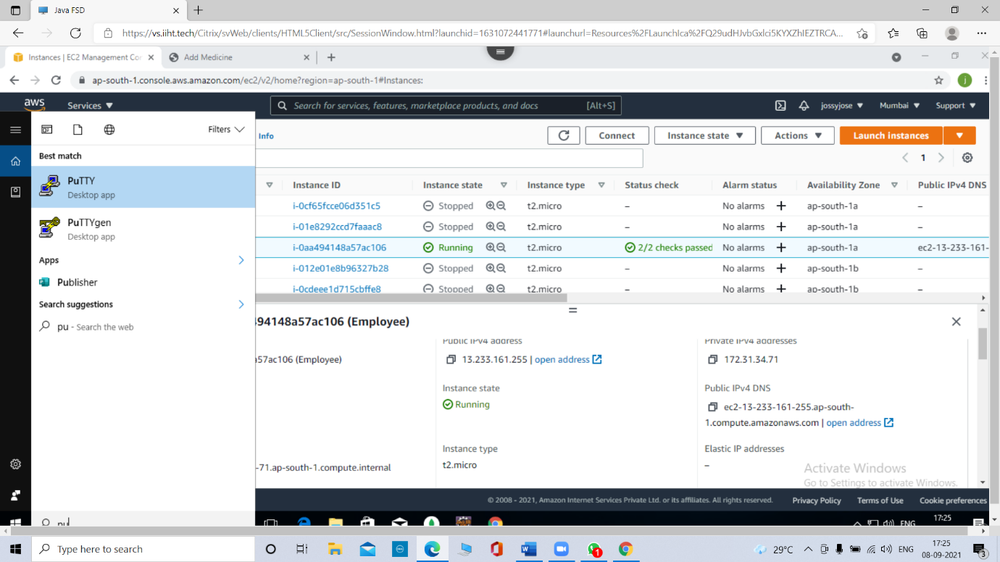 Java FSD
https://vs.iiht.tech/Citrix/svWeb/clients/HTML5Client/src/SessionWindow.html?launchid=1631072441771#launchurl=Resources%2FLaunchIca%2FQ29udHJvbGxlci5KYXZhIEZTRCA...
Instances | EC2 Management Cor
Add Medicine
ap-south-1.console.aws.amazon.com/ec2/v2/home?region=ap-south-1#Instances:
j
aws Services ▼ Search for services, features, marketplace products, and docs [Alt+S] jossyjose ▼ Mumbai ▼ Support ▼
Filters
Best match
PuTTY
Desktop app
PuTTYgen
Desktop app
Apps
Publisher
Search suggestions
pu - Search the web
pu
Info
Connect Instance state ▼ Actions ▼ Launch instances ▼
1
Instance ID Instance state Instance type Status check Alarm status Availability Zone Public IPv4 DNS
i-0cf65fcce06d351c5 Stopped t2.micro – No alarms + ap-south-1a –
i-01e8292ccd7faaac8 Stopped t2.micro – No alarms + ap-south-1a –
i-0aa494148a57ac106 Running t2.micro 2/2 checks passed No alarms + ap-south-1a ec2-13-233-161-
i-012e01e8b96327b28 Stopped t2.micro – No alarms + ap-south-1b –
i-0cdeee1d715cbffe8 Stopped t2.micro – No alarms + ap-south-1b –
494148a57ac106 (Employee)
a57ac106 (Employee)
-71.ap-south-1.compute.internal
Public IPv4 address
13.233.161.255 | open address
Instance state
Running
Instance type
t2.micro
Private IPv4 addresses
172.31.34.71
Public IPv4 DNS
ec2-13-233-161-255.ap-south-
1.compute.amazonaws.com | open address
Elastic IP addresses
–
Activate Windows
Go to Settings to activate Windows.
© 2008 - 2021, Amazon Internet Services Private Ltd. or its affiliates. All rights reserved. Privacy Policy Terms of Use Cookie preferences
ENG 17:25
Type here to search
29°C ENG 17:25
08-09-2021
1
3